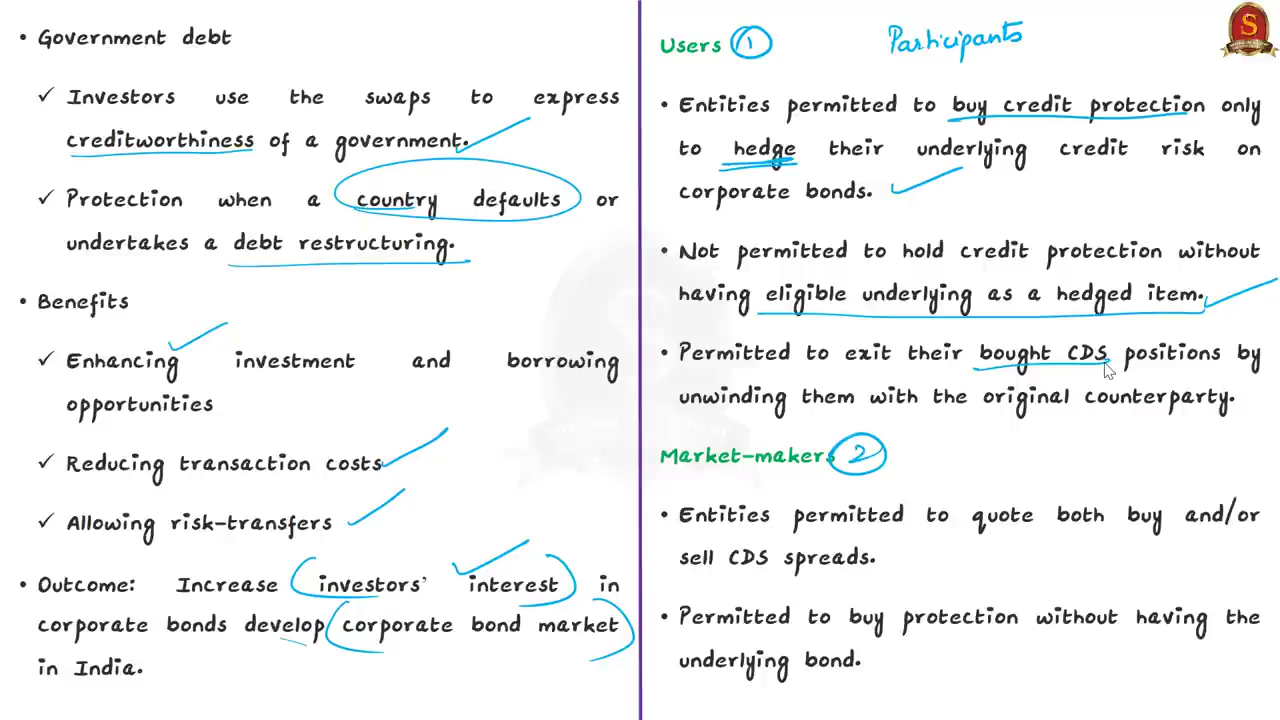 • Government debt
✓ Investors use the swaps to express
creditworthiness of a government.
✓ Protection when a country defaults or
undertakes a debt restructuring.
• Benefits
✓ Enhancing investment and borrowing
opportunities
✓ Reducing transaction costs
✓ Allowing risk-transfers
• Outcome: Increase investors' interest in
corporate bonds develop corporate bond market
in India.
Users 1
Participants
• Entities permitted to buy credit protection only
to hedge their underlying credit risk on
corporate bonds.
• Not permitted to hold credit protection without
having eligible underlying as a hedged item.
• Permitted to exit their bought CDS positions by
unwinding them with the original counterparty.
Market-makers 2
• Entities permitted to quote both buy and/or
sell CDS spreads.
• Permitted to buy protection without having the
underlying bond.
S